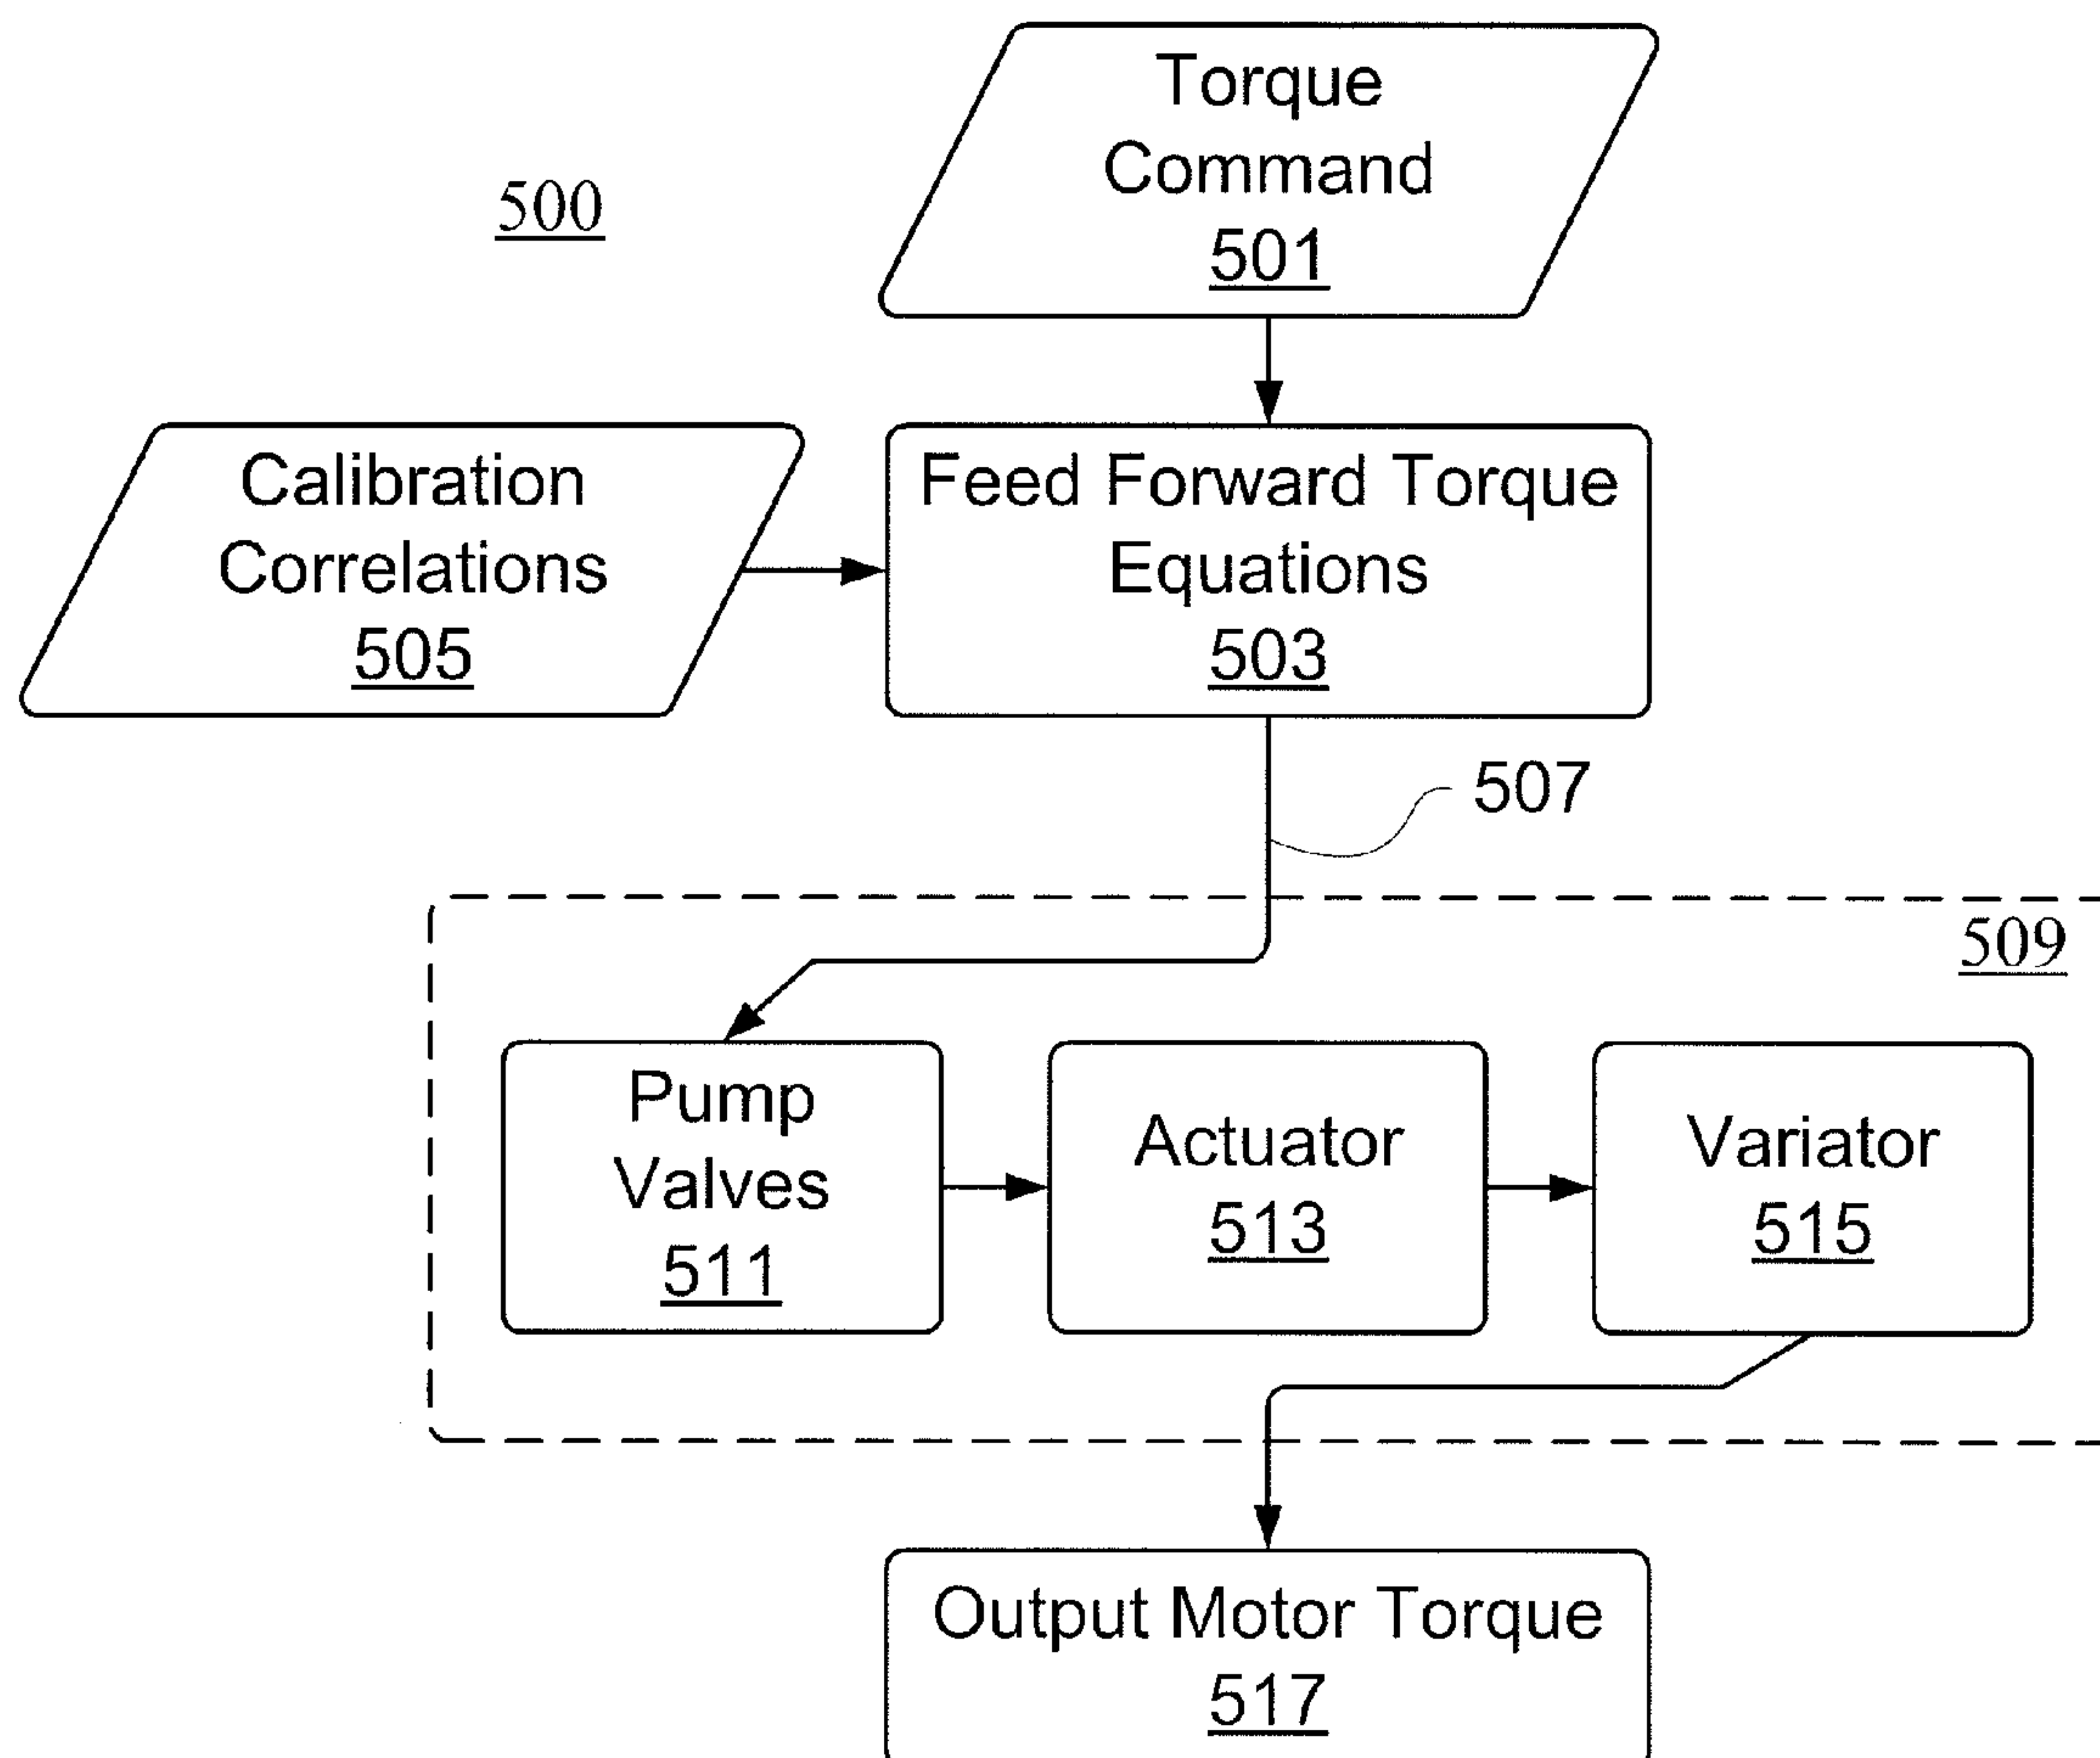 Torque
Command
501
500
Calibration
Correlations
505
Feed Forward Torque
Equations
503
507
509
Pump
Valves
511
Actuator
513
Variator
515
Output Motor Torque
517